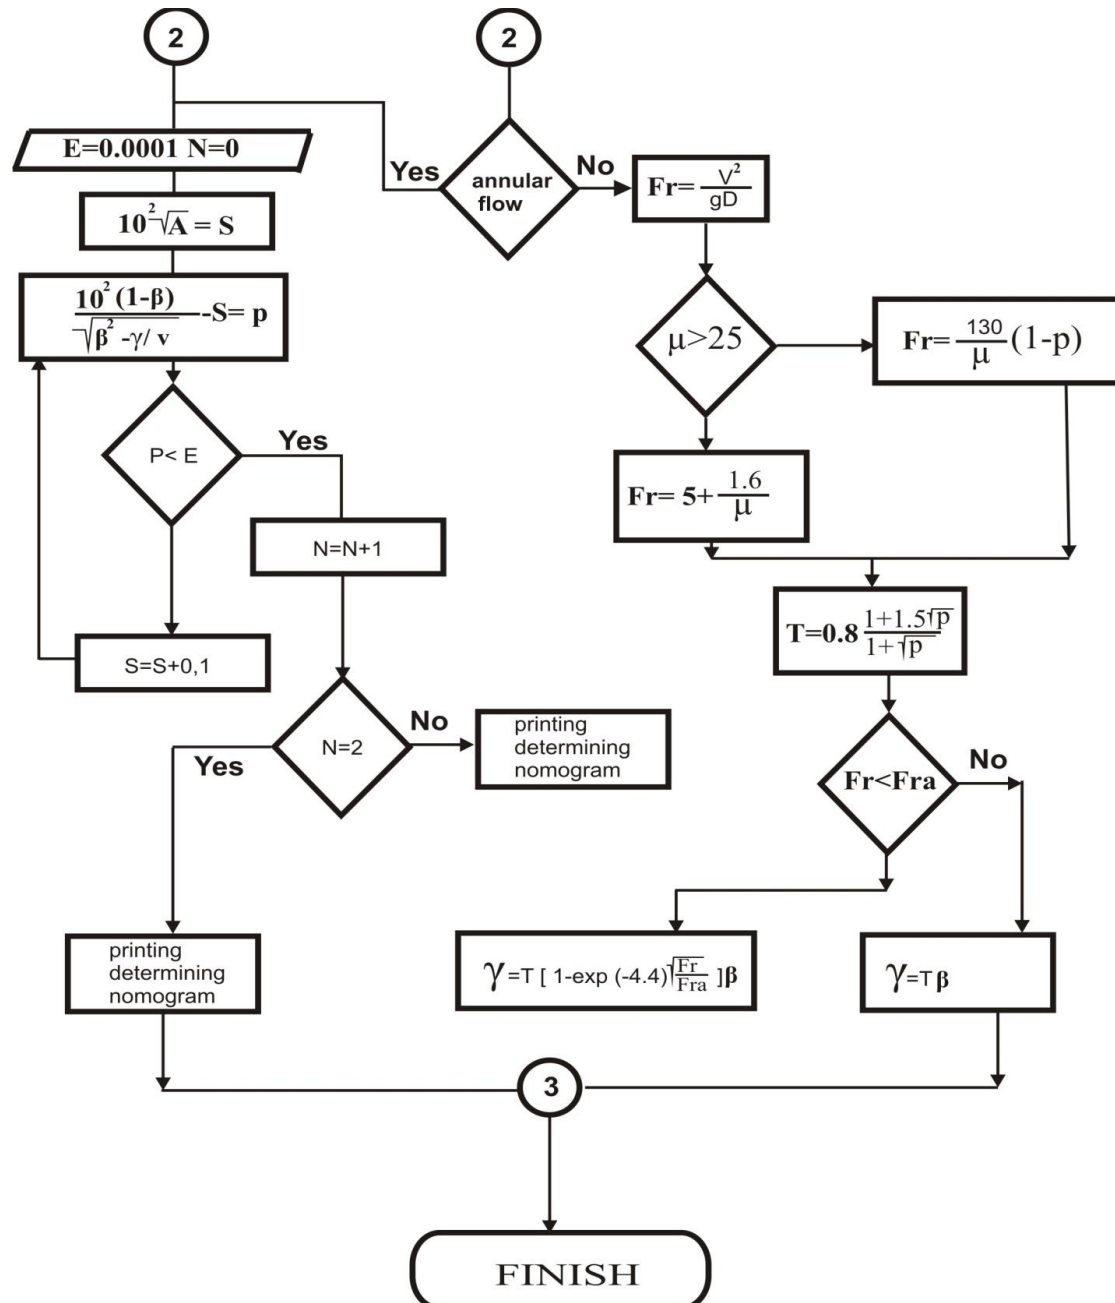 2
2
E=0.0001 N=0
10²√A = S
10² (1-β) / √β² -γ/ v -S= p
P< E
Yes
N=N+1
S=S+0,1
N=2
Yes
No
printing
determining
nomogram
printing
determining
nomogram
Yes
annular
flow
No
Fr= V² / gD
μ>25
Fr= 130 / μ (1-p)
Fr= 5+ 1.6 / μ
T=0.8 1+1.5√p / 1+√p
Fr<Fra
No
γ=T [ 1-exp (-4.4)√Fr / Fra ]β
γ=Tβ
3
FINISH